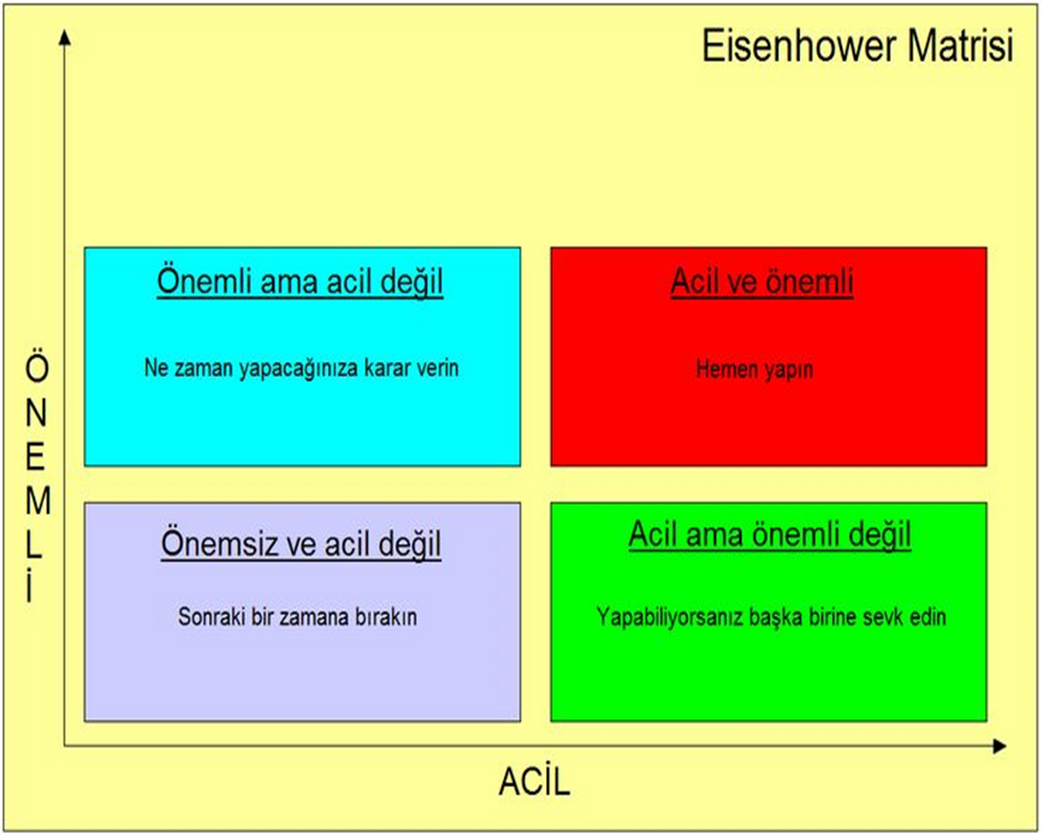 Eisenhower Matrisi
Önemli ama acil değil
Ne zaman yapacağınıza karar verin
Acil ve önemli
Hemen yapın
Önemsiz ve acil değil
Sonraki bir zamana bırakın
Acil ama önemli değil
Yapabiliyorsanız başka birine sevk edin
ÖNEMLİ
ACİL